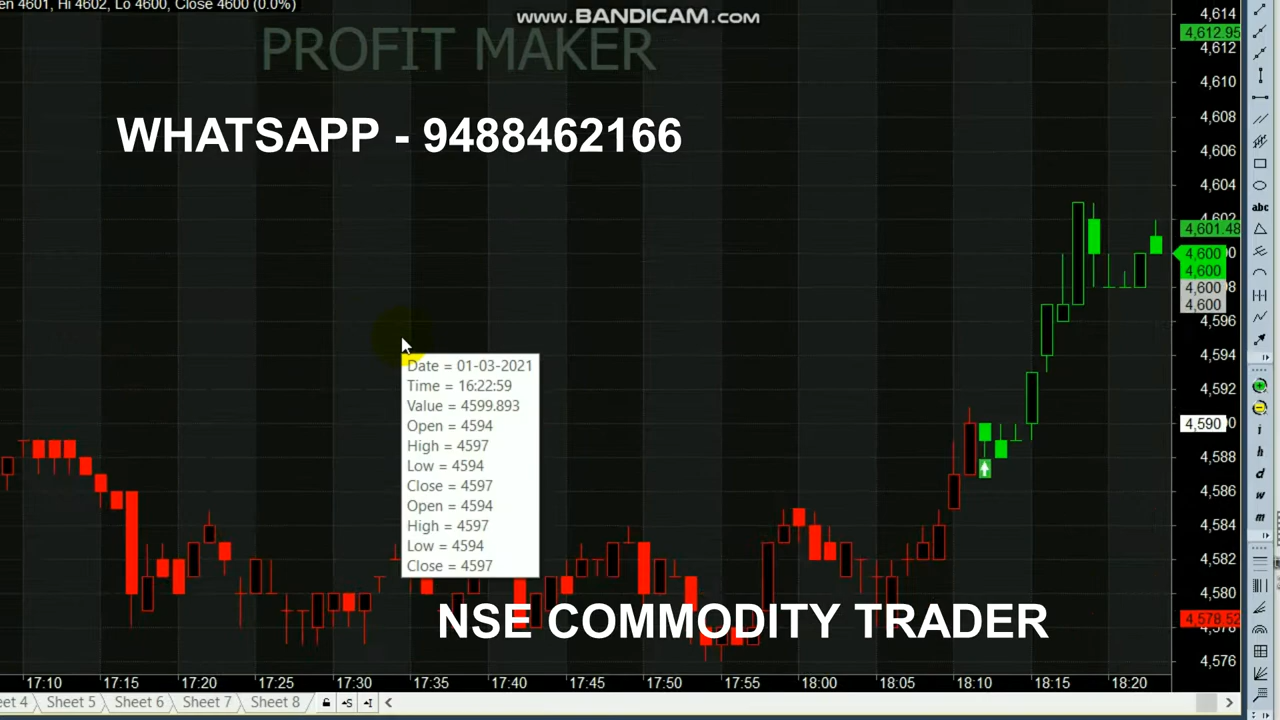 en 4601, Hi 4602, Lo 4600, Close 4600 (0.0%)
www.BANDICAM.com
PROFIT MAKER
WHATSAPP - 9488462166
4,614
4,612.95
4,612
4,610
4,608
4,606
4,604
4,601.48
4,600
4,600
4,600
4,600
4,596
4,594
4,592
4,590
4,588
4,586
4,584
4,582
4,580
4,578.52
4,576
abc
i
h
d
w
m
Date = 01-03-2021
Time = 16:22:59
Value = 4599.893
Open = 4594
High = 4597
Low = 4594
Close = 4597
Open = 4594
High = 4597
Low = 4594
Close = 4597
NSE COMMODITY TRADER
17:10 17:15 17:20 17:25 17:30 17:35 17:40 17:45 17:50 17:55 18:00 18:05 18:10 18:15 18:20
eet 4 Sheet 5 Sheet 6 Sheet 7 Sheet 8